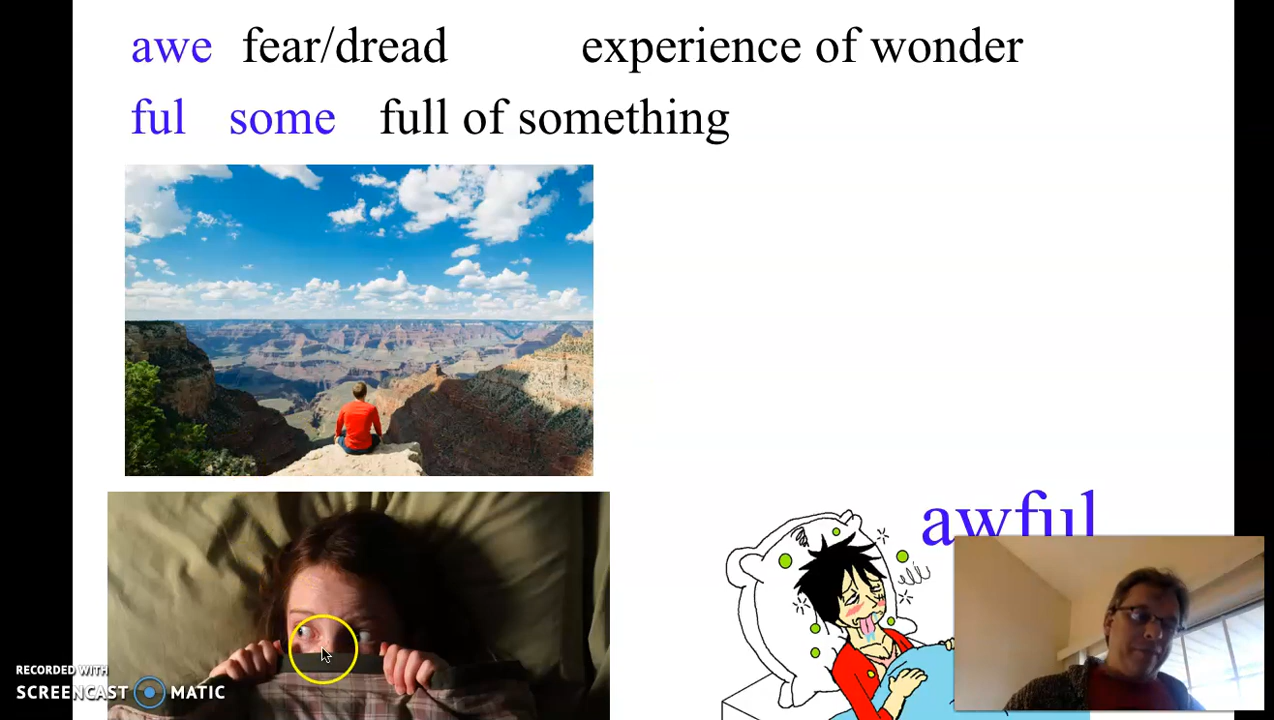 awe fear/dread experience of wonder
ful some full of something
awful
RECORDED WITH
SCREENCAST MATIC